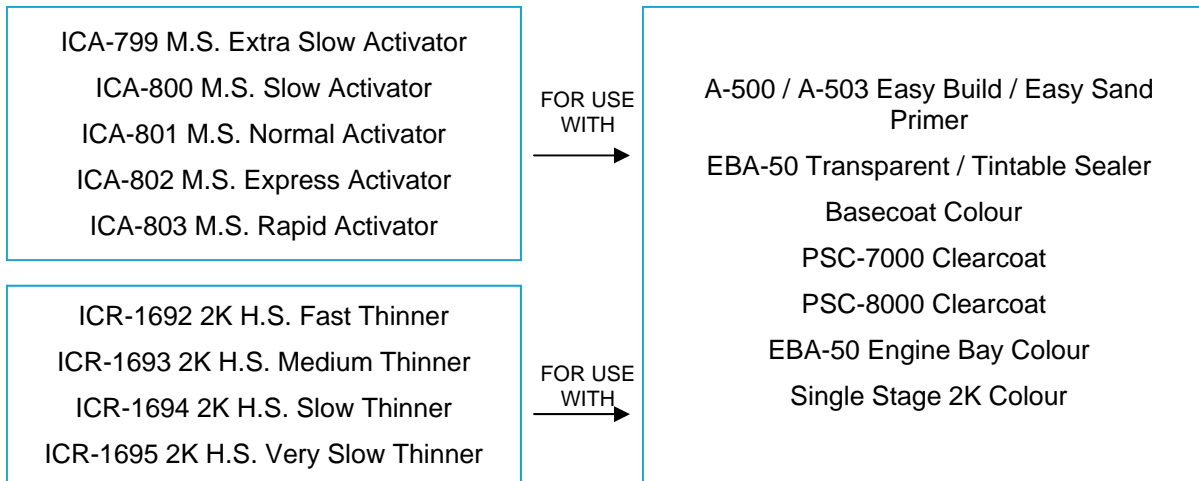 ICA-799 M.S. Extra Slow Activator
ICA-800 M.S. Slow Activator
ICA-801 M.S. Normal Activator
ICA-802 M.S. Express Activator
ICA-803 M.S. Rapid Activator
FOR USE
WITH
ICR-1692 2K H.S. Fast Thinner
ICR-1693 2K H.S. Medium Thinner
ICR-1694 2K H.S. Slow Thinner
ICR-1695 2K H.S. Very Slow Thinner
FOR USE
WITH
A-500 / A-503 Easy Build / Easy Sand
Primer
EBA-50 Transparent / Tintable Sealer
Basecoat Colour
PSC-7000 Clearcoat
PSC-8000 Clearcoat
EBA-50 Engine Bay Colour
Single Stage 2K Colour